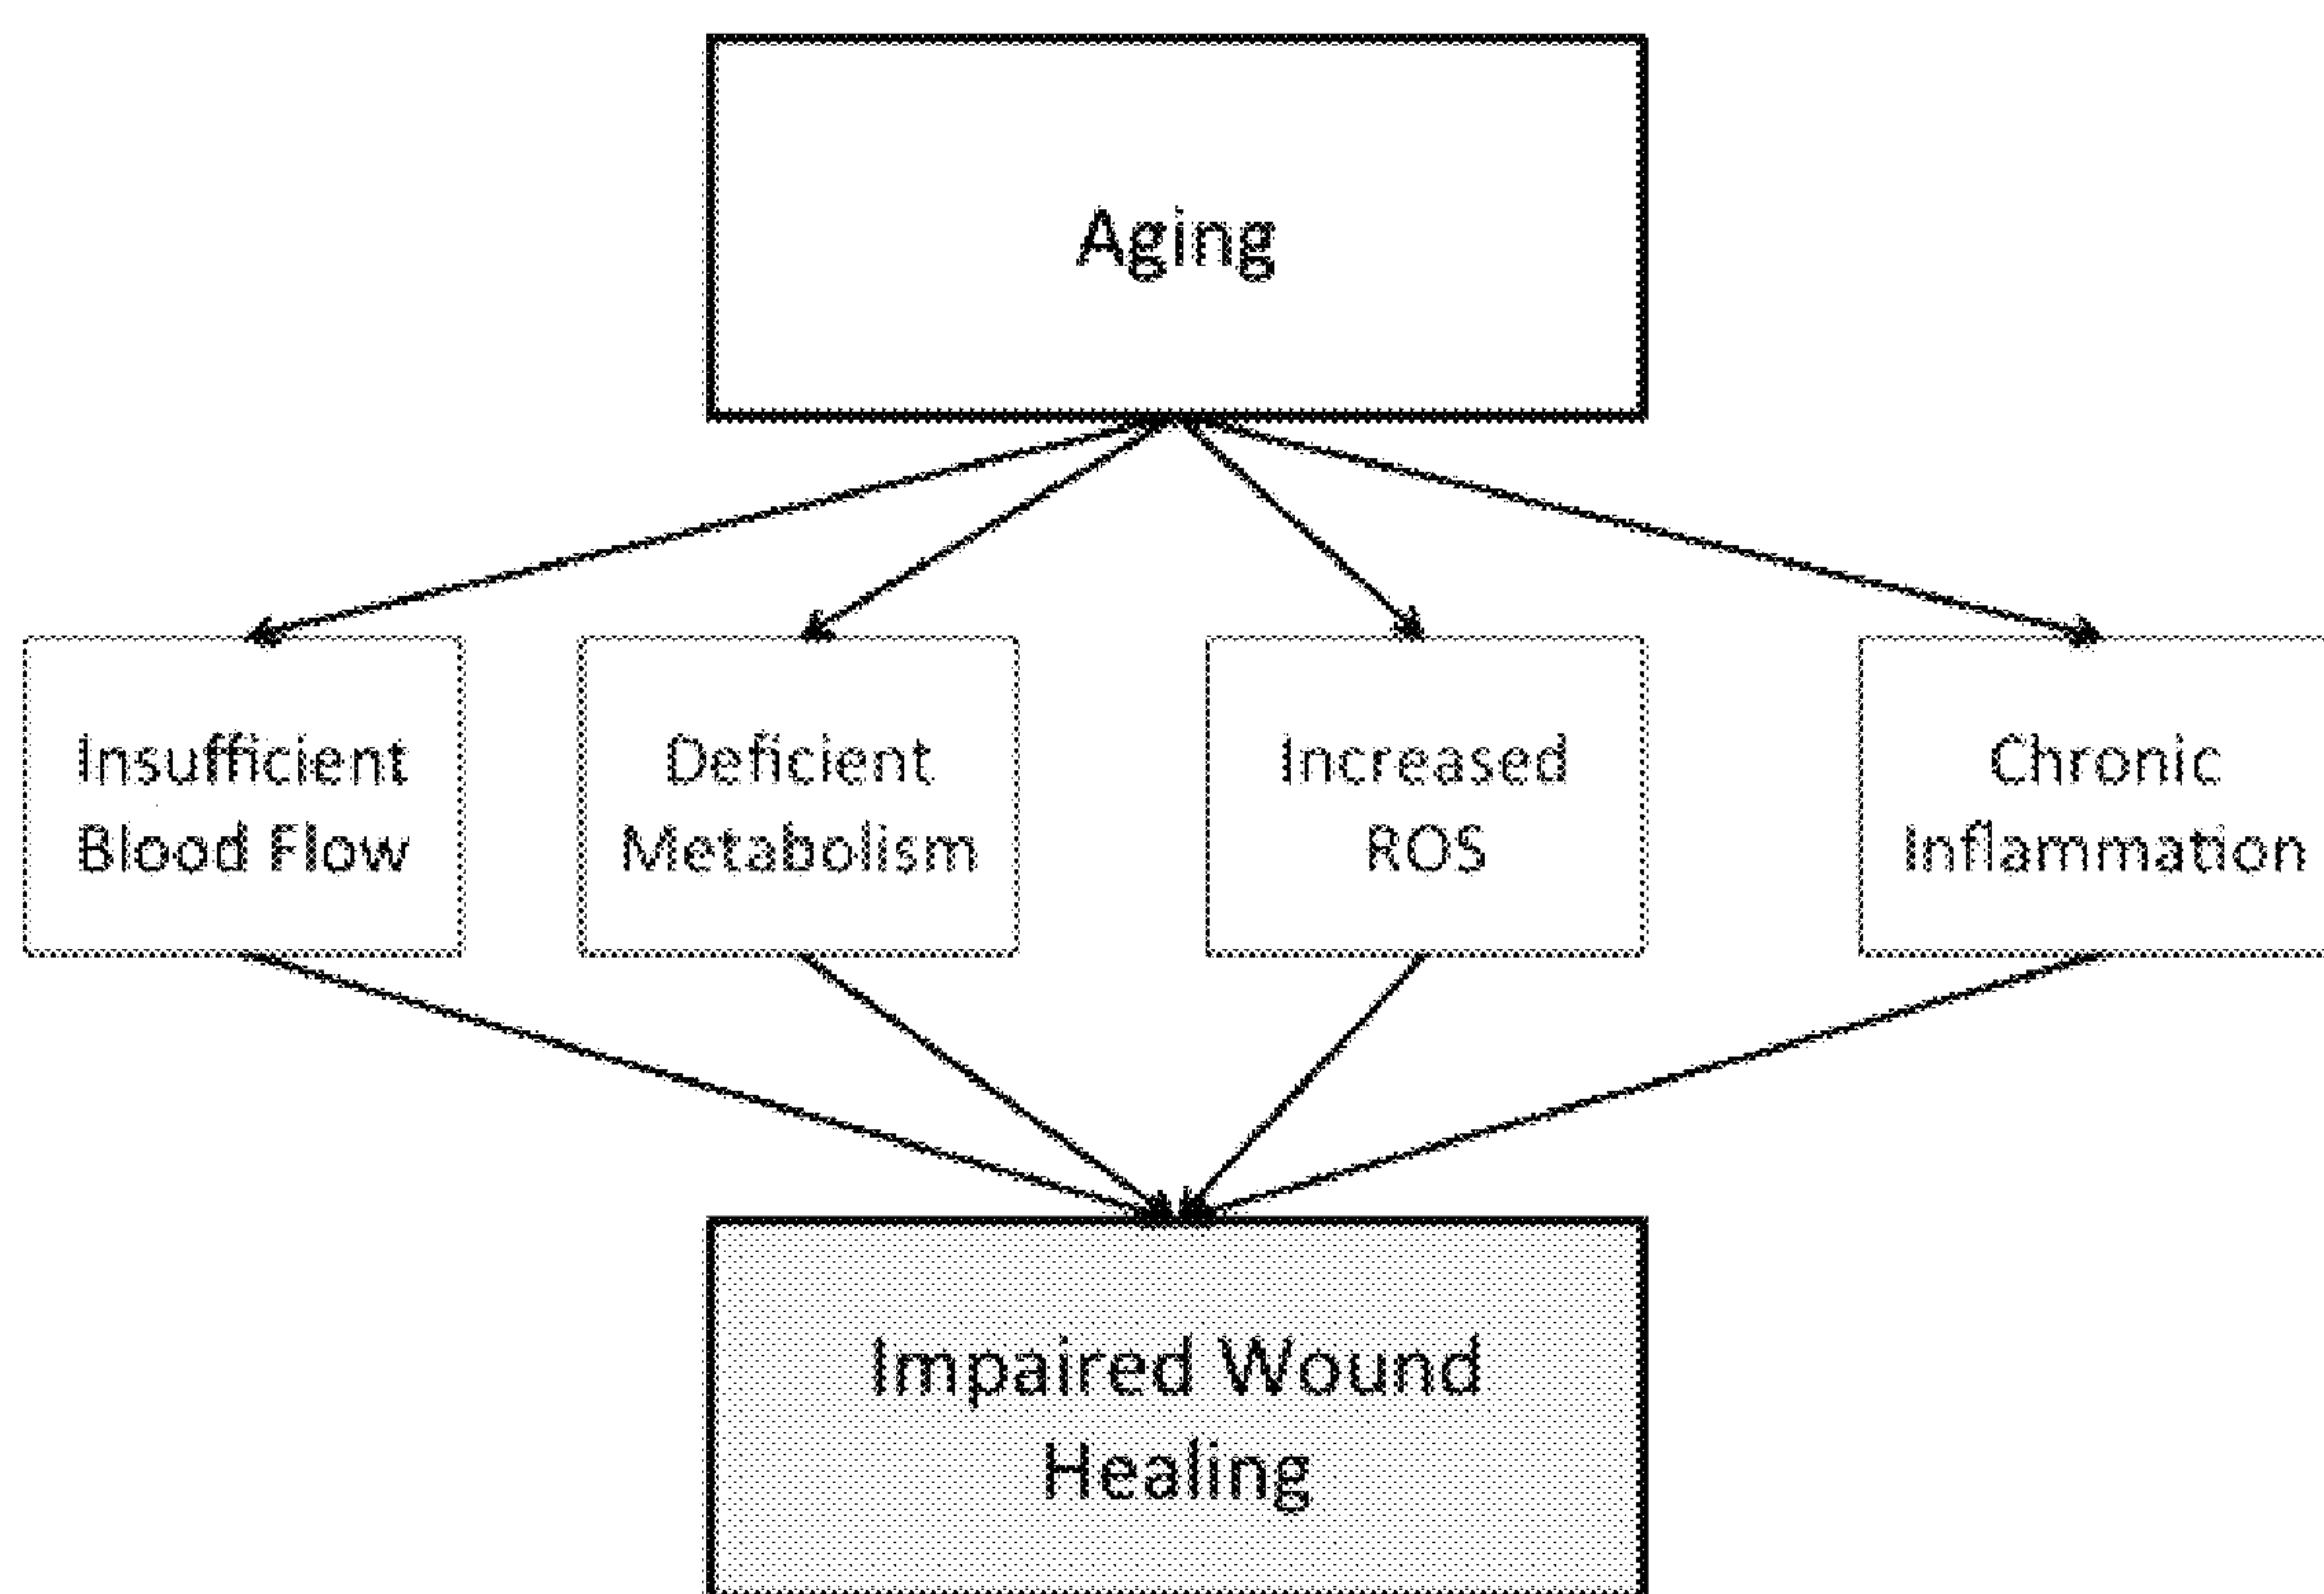 Aging
Insufficient
Blood Flow
Deficient
Metabolism
Increased
ROS
Chronic
Inflammation
Impaired Wound
Healing